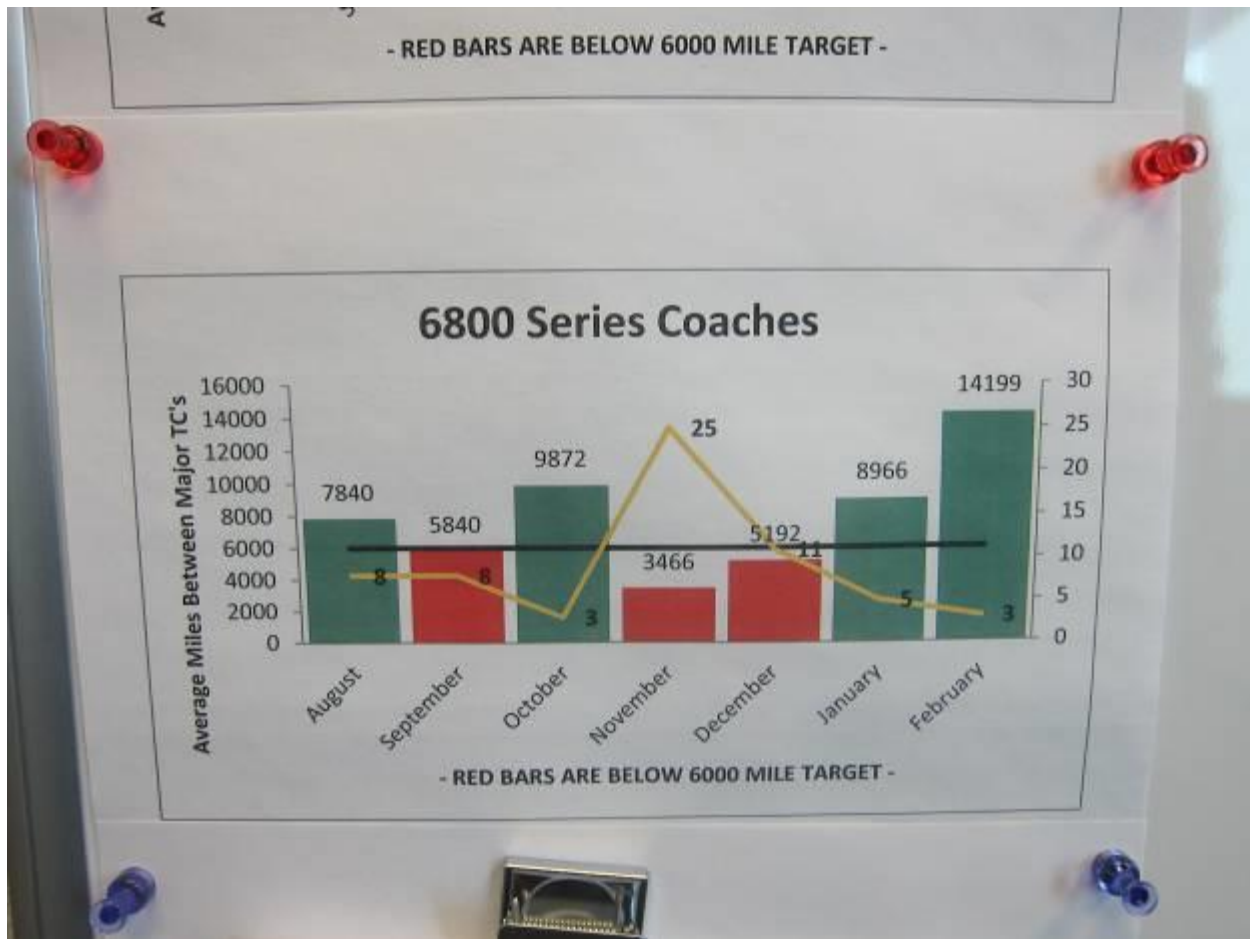 - RED BARS ARE BELOW 6000 MILE TARGET -
6800 Series Coaches
Average Miles Between Major TC's
16000
14000
12000
10000
8000
6000
4000
2000
0
30
25
20
15
10
5
0
7840
5840
9872
3466
5192
8966
14199
8
8
3
25
11
5
3
August
September
October
November
December
January
February
- RED BARS ARE BELOW 6000 MILE TARGET -